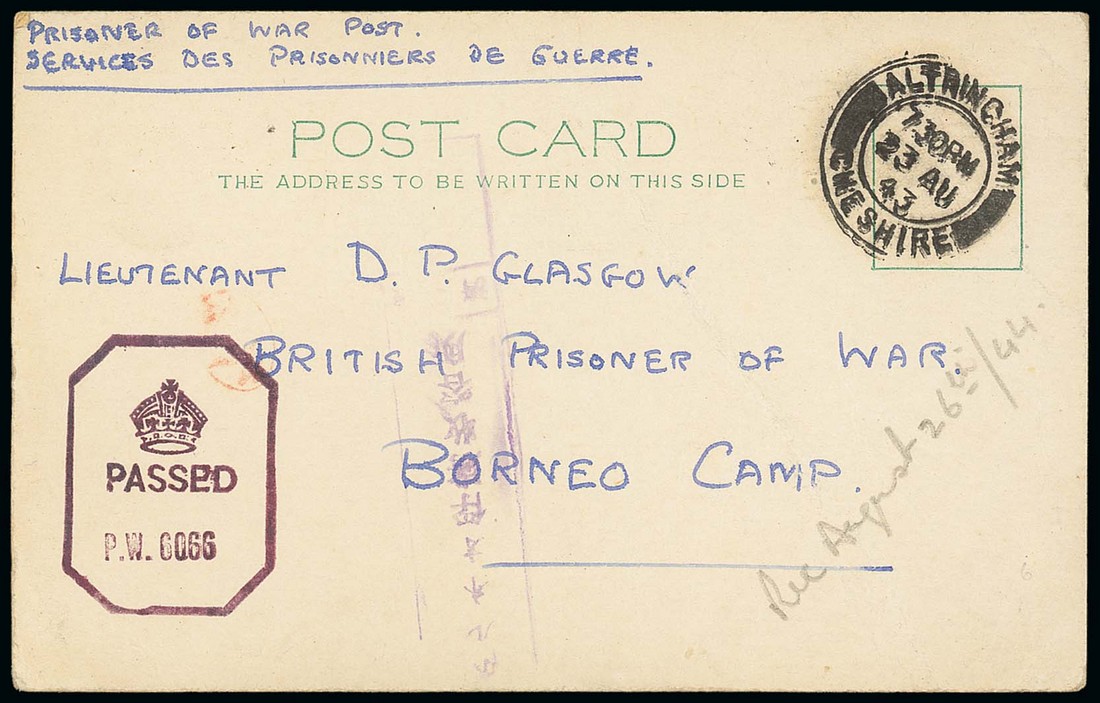 PRISONER OF WAR POST.
SERVICES DES PRISONNIERS DE GUERRE.
POST CARD
THE ADDRESS TO BE WRITTEN ON THIS SIDE
ALTRINCHAM
7.30PM
23 AU
43
CHESHIRE
LIEUTENANT D. P. GLASGOW
BRITISH PRISONER OF WAR.
BORNEO CAMP.
PASSED
P.W. 6066
Rec August 26th/44.